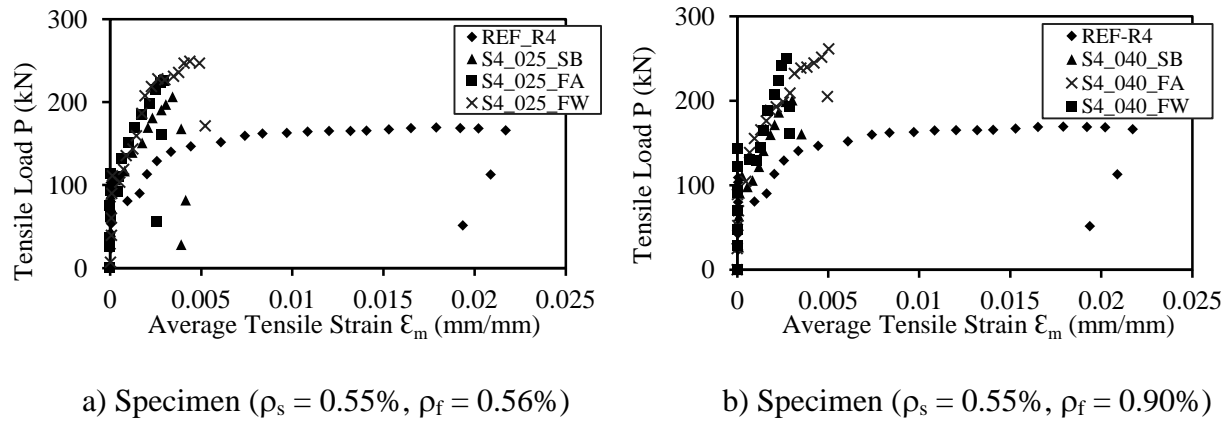 300
200
100
0
Tensile Load P (kN)
REF_R4
S4_025_SB
S4_025_FA
S4_025_FW
0 0.005 0.01 0.015 0.02 0.025
Average Tensile Strain Ɛm (mm/mm)
a) Specimen (ρs = 0.55%, ρf = 0.56%)
300
200
100
0
Tensile Load P (kN)
REF-R4
S4_040_SB
S4_040_FA
S4_040_FW
0 0.005 0.01 0.015 0.02 0.025
Average Tensile Strain Ɛm (mm/mm)
b) Specimen (ρs = 0.55%, ρf = 0.90%)